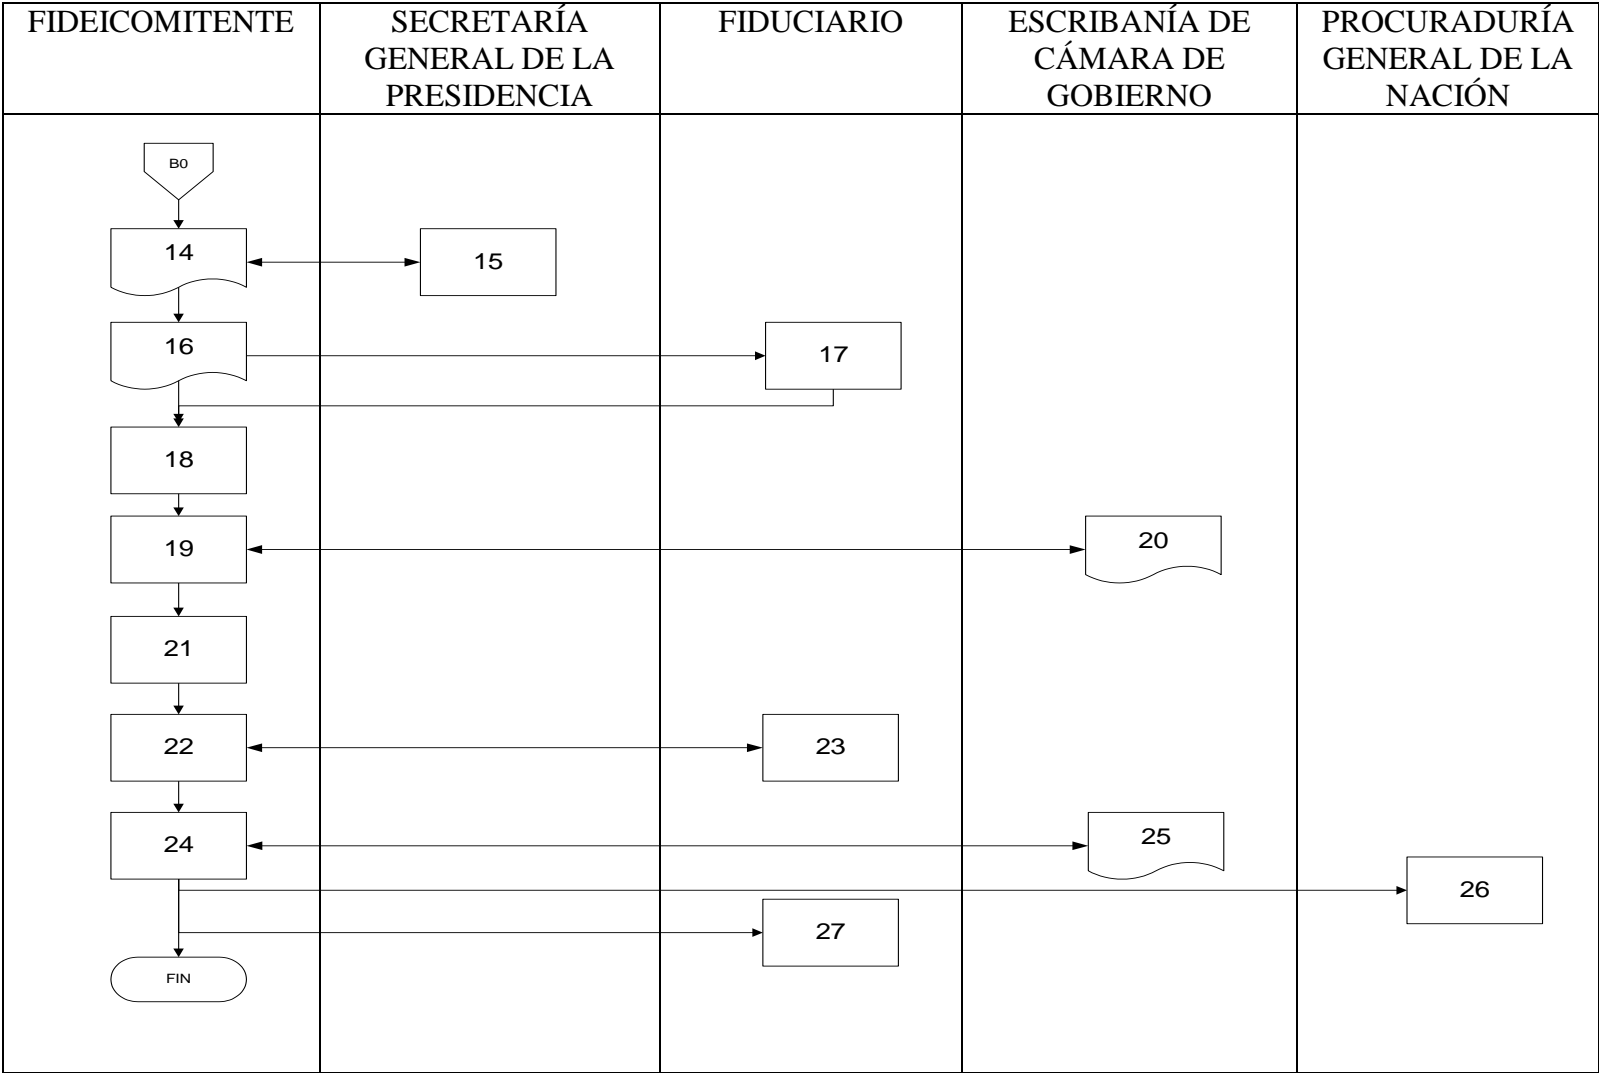 FIDEICOMITENTE
SECRETARÍA
GENERAL DE LA
PRESIDENCIA
FIDUCIARIO
ESCRIBANÍA DE
CÁMARA DE
GOBIERNO
PROCURADURÍA
GENERAL DE LA
NACIÓN
B0
14
15
16
17
18
19
20
21
22
23
24
25
26
27
FIN